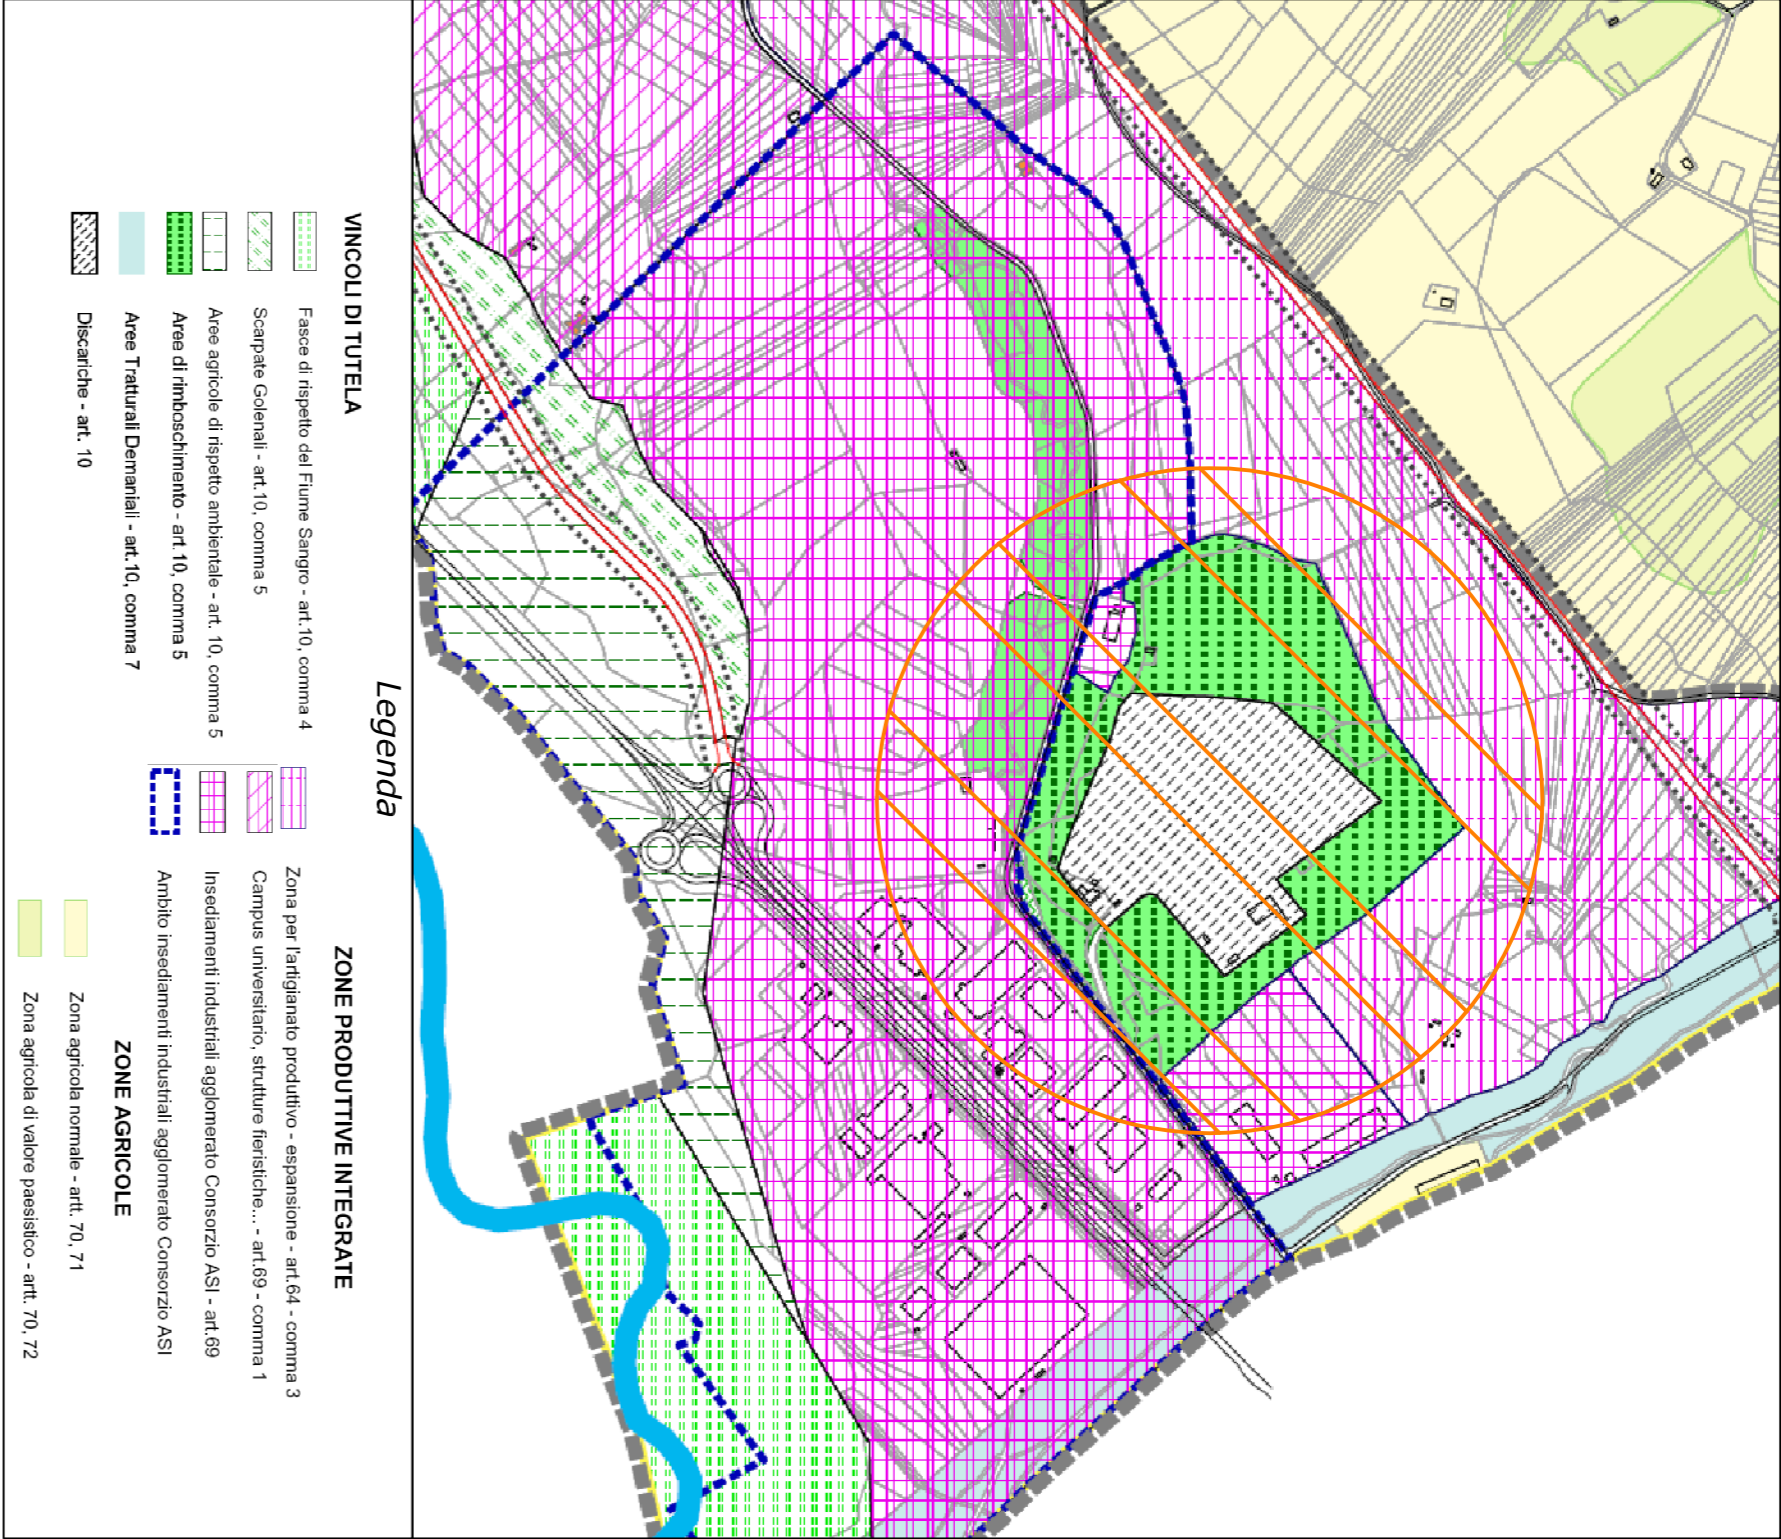 Legenda
VINCOLI DI TUTELA
Fasce di rispetto del Fiume Sangro - art.10, comma 4
Scarpate Golenali - art.10, comma 5
Aree agricole di rispetto ambientale - art. 10, comma 5
Aree di rimboschimento - art.10, comma 5
Aree Tratturali Demaniali - art.10, comma 7
Discariche - art. 10
ZONE PRODUTTIVE INTEGRATE
Zona per l'artigianato produttivo - espansione - art.64 - comma 3
Campus universitario, strutture fieristiche... - art.69 - comma 1
Insediamenti industriali agglomerato Consorzio ASI - art.69
Ambito insediamenti industriali agglomerato Consorzio ASI
ZONE AGRICOLE
Zona agricola normale - artt. 70, 71
Zona agricola di valore paesistico - artt. 70, 72